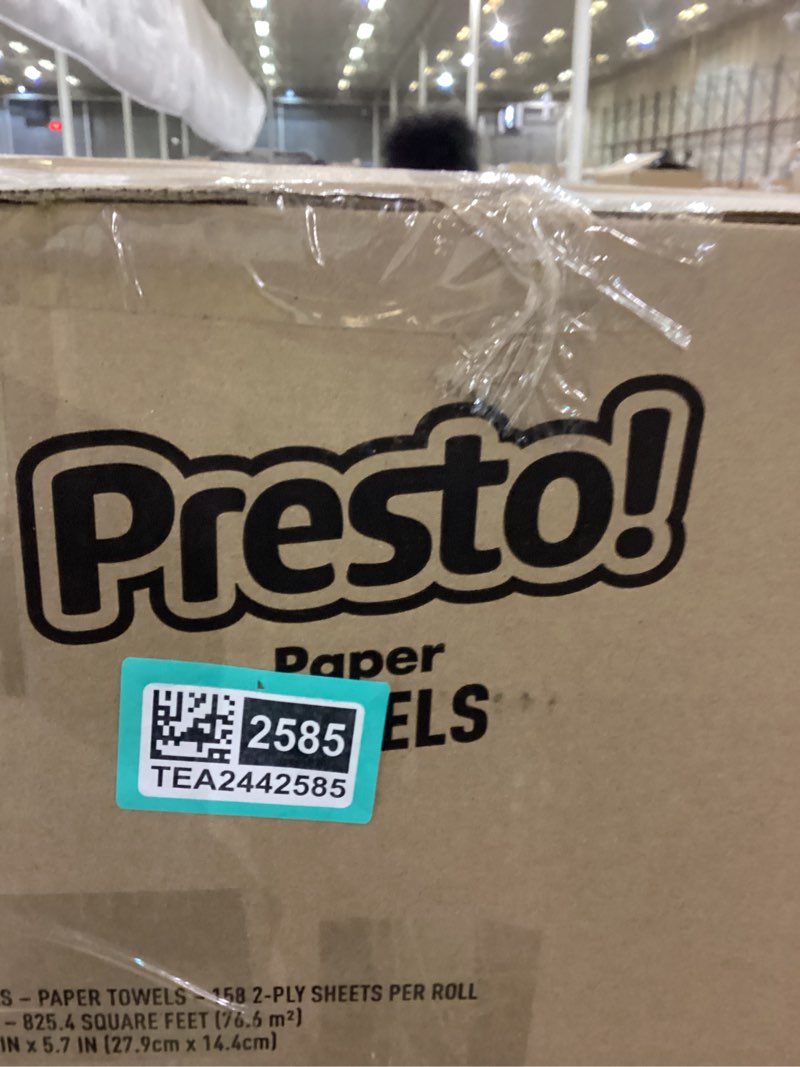 Presto!
Paper
ELS
2585
TEA2442585
S – PAPER TOWELS – 158 2-PLY SHEETS PER ROLL
– 825.4 SQUARE FEET (76.6 m²)
IN x 5.7 IN (27.9cm x 14.4cm)